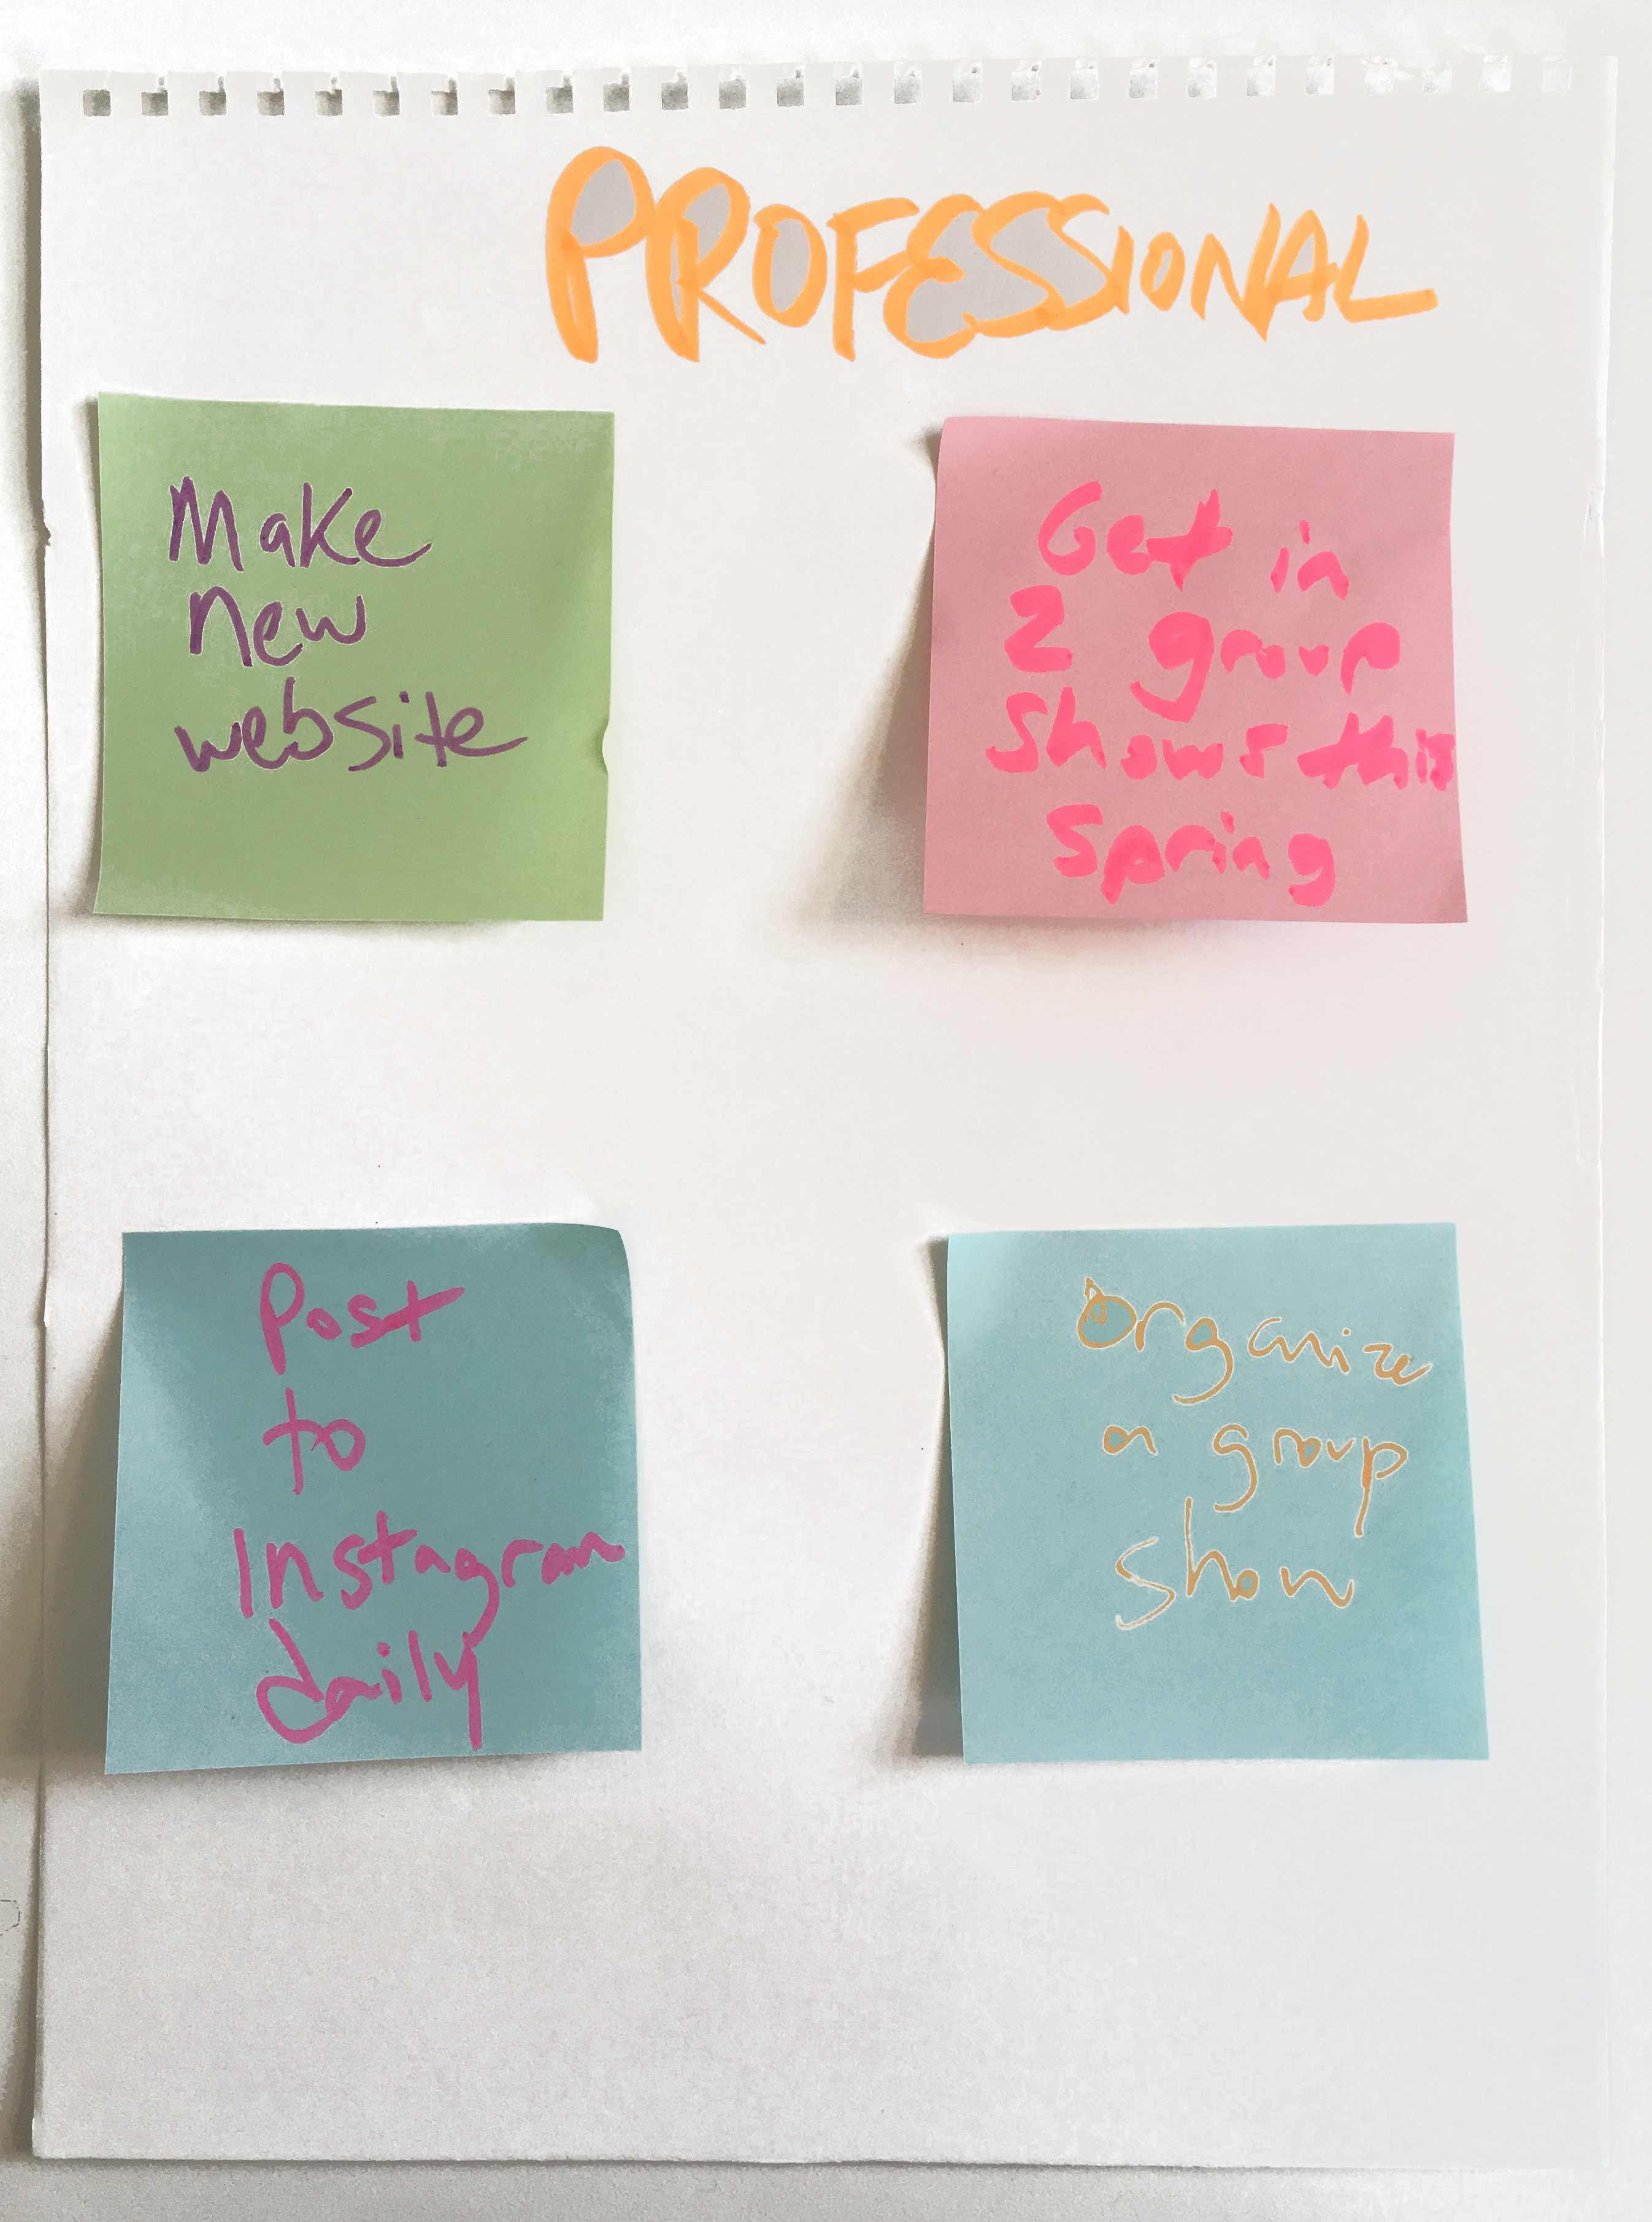 PROFESSIONAL
Make
new
website
Get in
2 group
shows this
spring
Post
to
Instagram
daily
Organize
a group
show